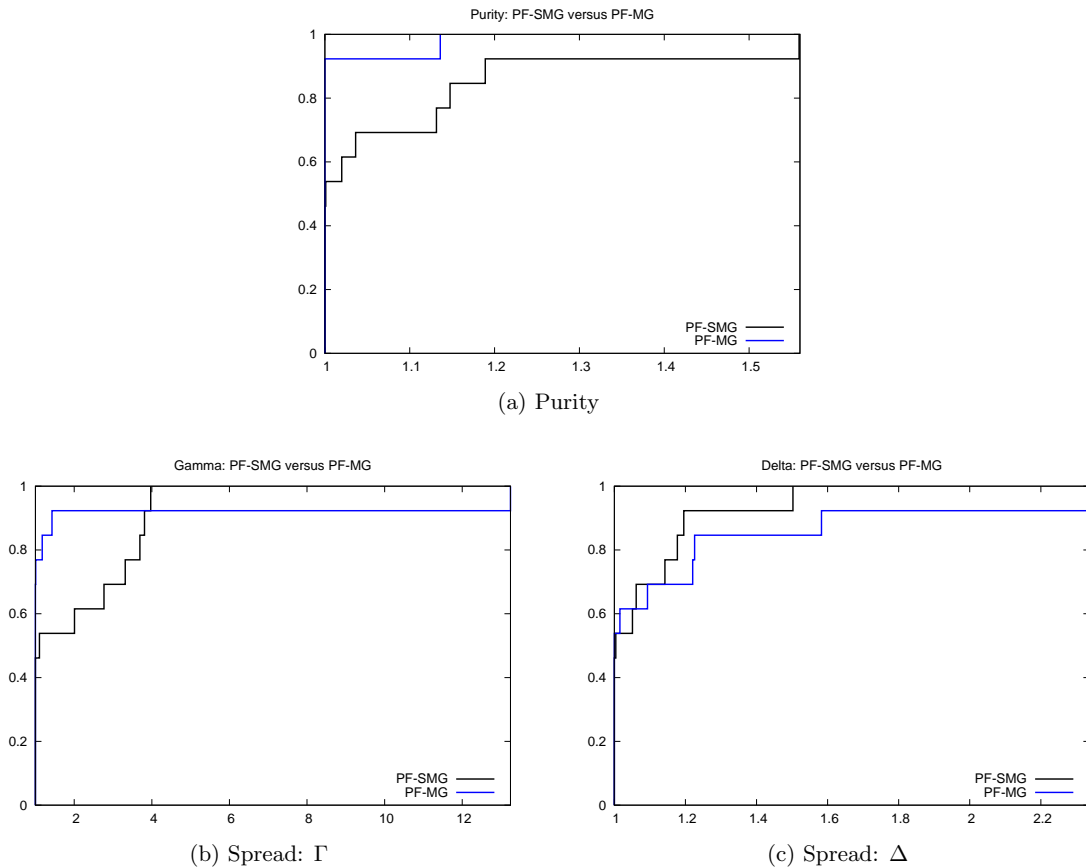 Purity: PF-SMG versus PF-MG
1
0.8
0.6
0.4
0.2
0
PF-SMG
PF-MG
1 1.1 1.2 1.3 1.4 1.5
(a) Purity
Gamma: PF-SMG versus PF-MG
1
0.8
0.6
0.4
0.2
0
PF-SMG
PF-MG
2 4 6 8 10 12
(b) Spread: Γ
Delta: PF-SMG versus PF-MG
1
0.8
0.6
0.4
0.2
0
PF-SMG
PF-MG
1 1.2 1.4 1.6 1.8 2 2.2
(c) Spread: Δ